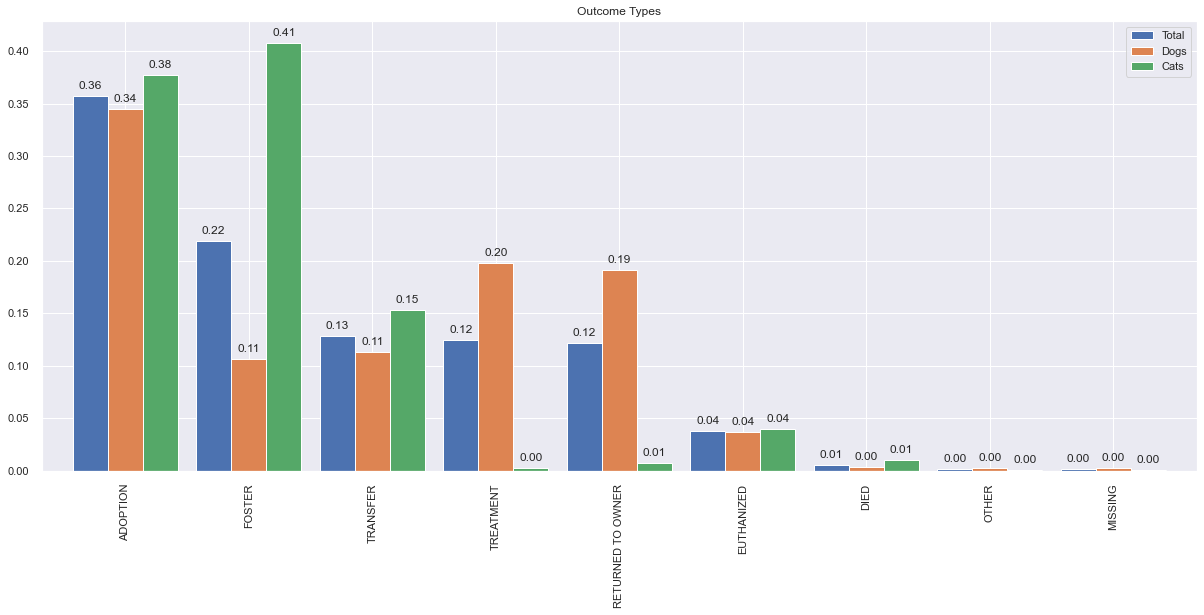 Outcome Types
Total
Dogs
Cats
0.40
0.35
0.30
0.25
0.20
0.15
0.10
0.05
0.00
0.36
0.34
0.38
0.22
0.11
0.41
0.13
0.11
0.15
0.12
0.20
0.00
0.12
0.19
0.01
0.04
0.04
0.04
0.01
0.00
0.01
0.00
0.00
0.00
0.00
0.00
0.00
ADOPTION
FOSTER
TRANSFER
TREATMENT
RETURNED TO OWNER
EUTHANIZED
DIED
OTHER
MISSING